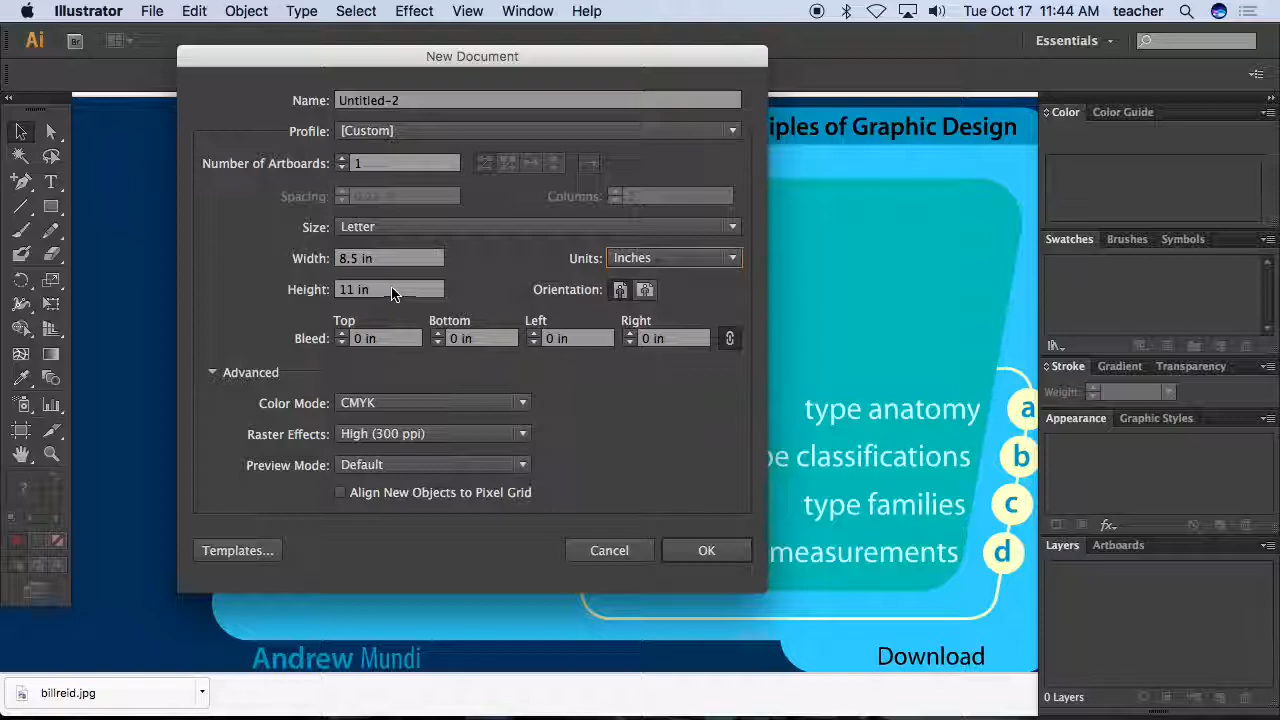 Illustrator File Edit Object Type Select Effect View Window Help Tue Oct 17 11:44 AM teacher
Ai Br Essentials
New Document
Name: Untitled-2
Profile: [Custom]
Number of Artboards: 1
Spacing: Columns:
Size: Letter
Width: 8.5 in Units: Inches
Height: 11 in Orientation:
Top Bottom Left Right
Bleed: 0 in 0 in 0 in 0 in
Advanced
Color Mode: CMYK
Raster Effects: High (300 ppi)
Preview Mode: Default
Align New Objects to Pixel Grid
Templates... Cancel OK
iples of Graphic Design
type anatomy a
pe classifications b
type families c
measurements d
Andrew Mundi Download
billreid.jpg
Color Color Guide
Swatches Brushes Symbols
Stroke Gradient Transparency
Weight:
Appearance Graphic Styles
fx
Layers Artboards
0 Layers